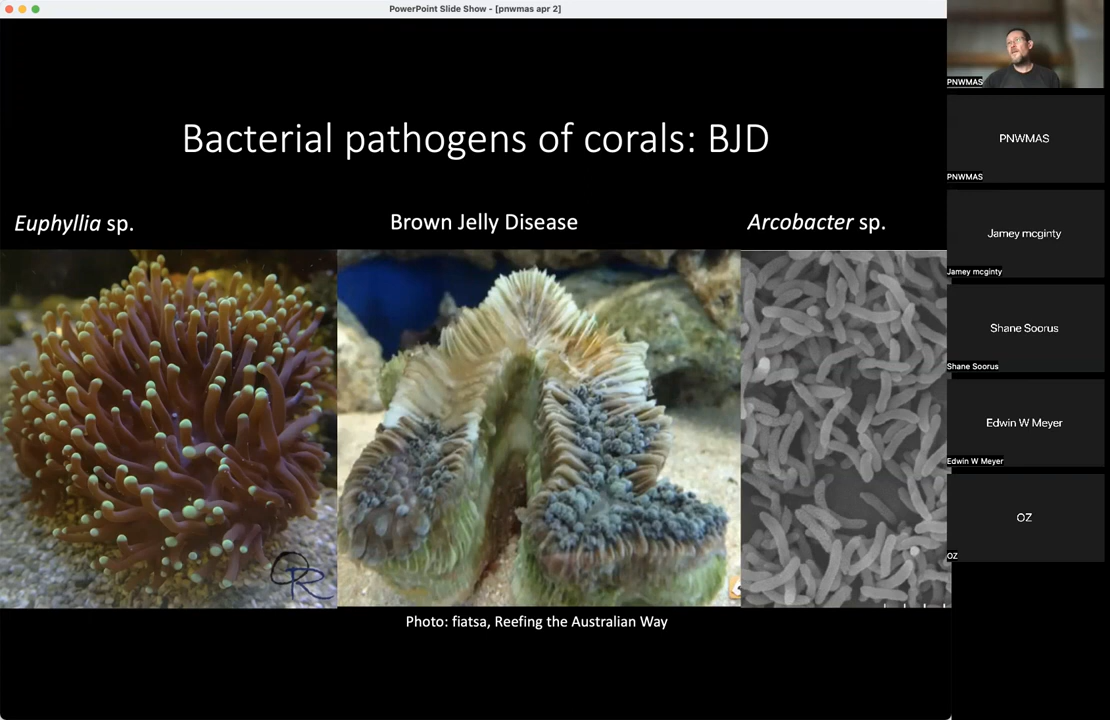 PowerPoint Slide Show - [pnwmas apr 2]
Bacterial pathogens of corals: BJD
Euphyllia sp.
Brown Jelly Disease
Arcobacter sp.
Photo: fiatsa, Reefing the Australian Way
PNWMAS
PNWMAS
PNWMAS
Jamey mcginty
Jamey mcginty
Shane Soorus
Shane Soorus
Edwin W Meyer
Edwin W Meyer
OZ
OZ